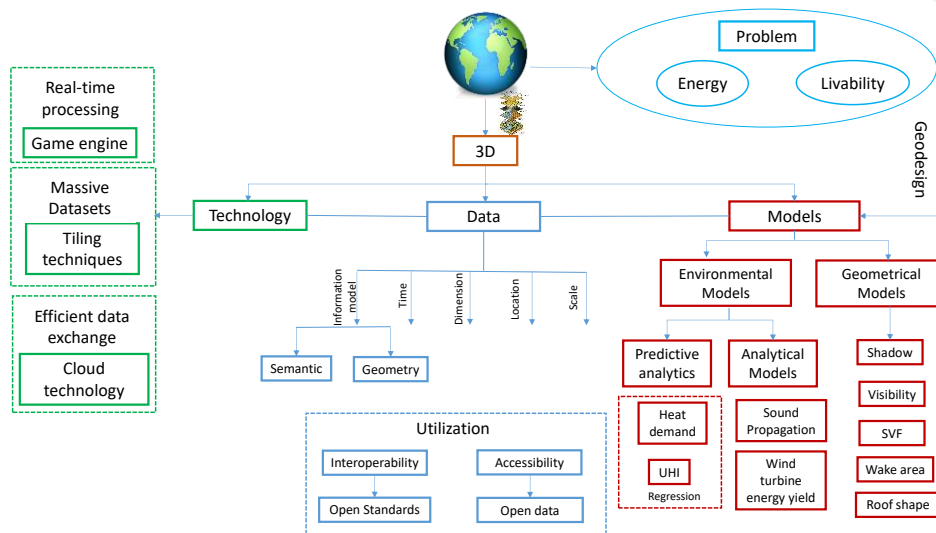 Problem
Energy
Livability
Real-time
processing
Game engine
3D
Geodesign
Massive
Datasets
Tiling
techniques
Technology
Data
Models
Information
model
Time
Dimension
Location
Scale
Environmental
Models
Geometrical
Models
Efficient data
exchange
Cloud
technology
Semantic
Geometry
Predictive
analytics
Analytical
Models
Shadow
Visibility
SVF
Wake area
Roof shape
Heat
demand
UHI
Regression
Sound
Propagation
Wind
turbine
energy yield
Utilization
Interoperability
Accessibility
Open Standards
Open data